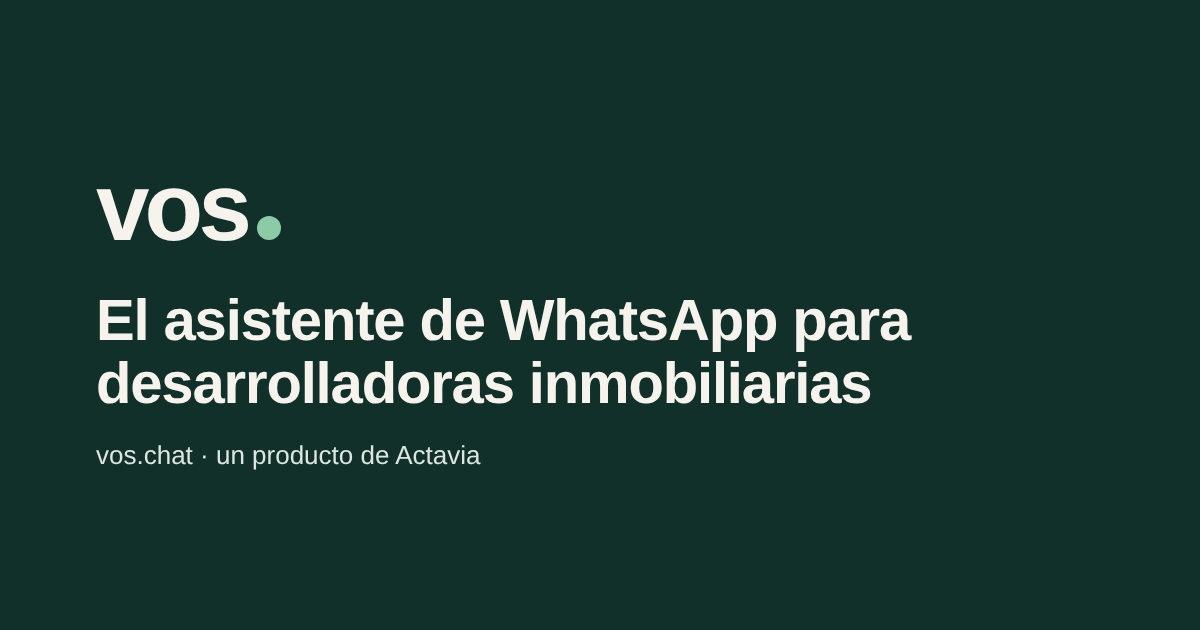 vos.
El asistente de WhatsApp para
desarrolladoras inmobiliarias
vos.chat · un producto de Actavia